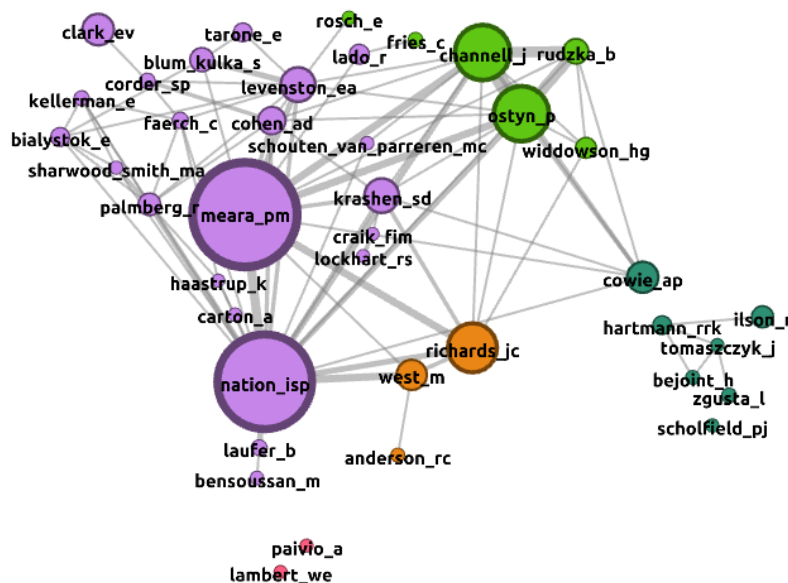 rosch_e
clark_ev
tarone_e
fries_c
lado_r
channell_j
rudzka_b
blum_kulka_s
corder_sp
levenston_ea
kellerman_e
ostyn_p
faerch_c
cohen_ad
bialystok_e
schouten_van_parreren_mc
widdowson_hg
sharwood_smith_ma
palmberg_r
meara_pm
krashen_sd
craik_fim
lockhart_rs
haastrup_k
cowie_ap
carton_a
hartmann_rrk
ilson_r
tomaszczyk_j
richards_jc
nation_isp
west_m
bejoint_h
zgusta_l
scholfield_pj
laufer_b
anderson_rc
bensoussan_m
paivio_a
lambert_we